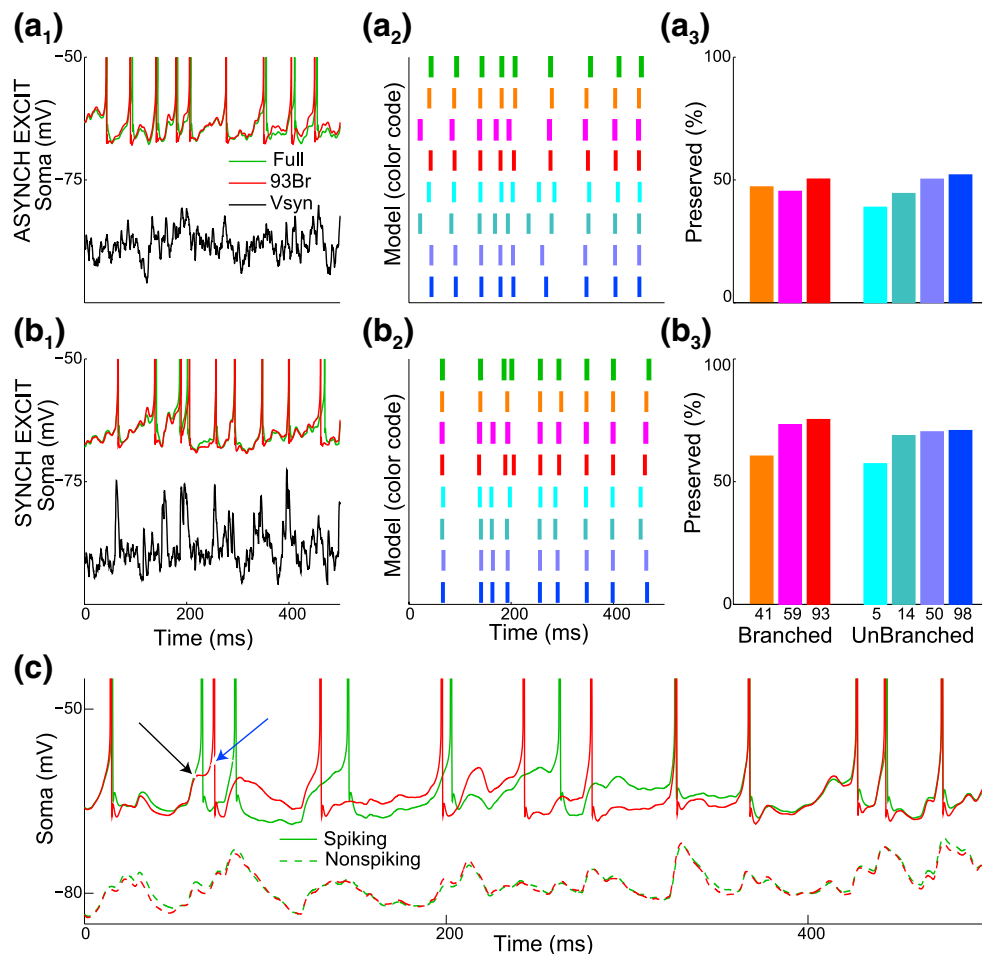 (a1)
−50
ASYNCH EXCIT
Soma (mV)
−75
Full
93Br
Vsyn
(a2)
Model (color code)
(a3)
100
Preserved (%)
50
0
(b1)
−50
SYNCH EXCIT
Soma (mV)
−75
0
200
400
Time (ms)
(b2)
Model (color code)
0
200
400
Time (ms)
(b3)
100
Preserved (%)
50
0
41 59 93 5 14 50 98
Branched UnBranched
(c)
−50
Soma (mV)
−80
Spiking
Nonspiking
0
200
400
Time (ms)